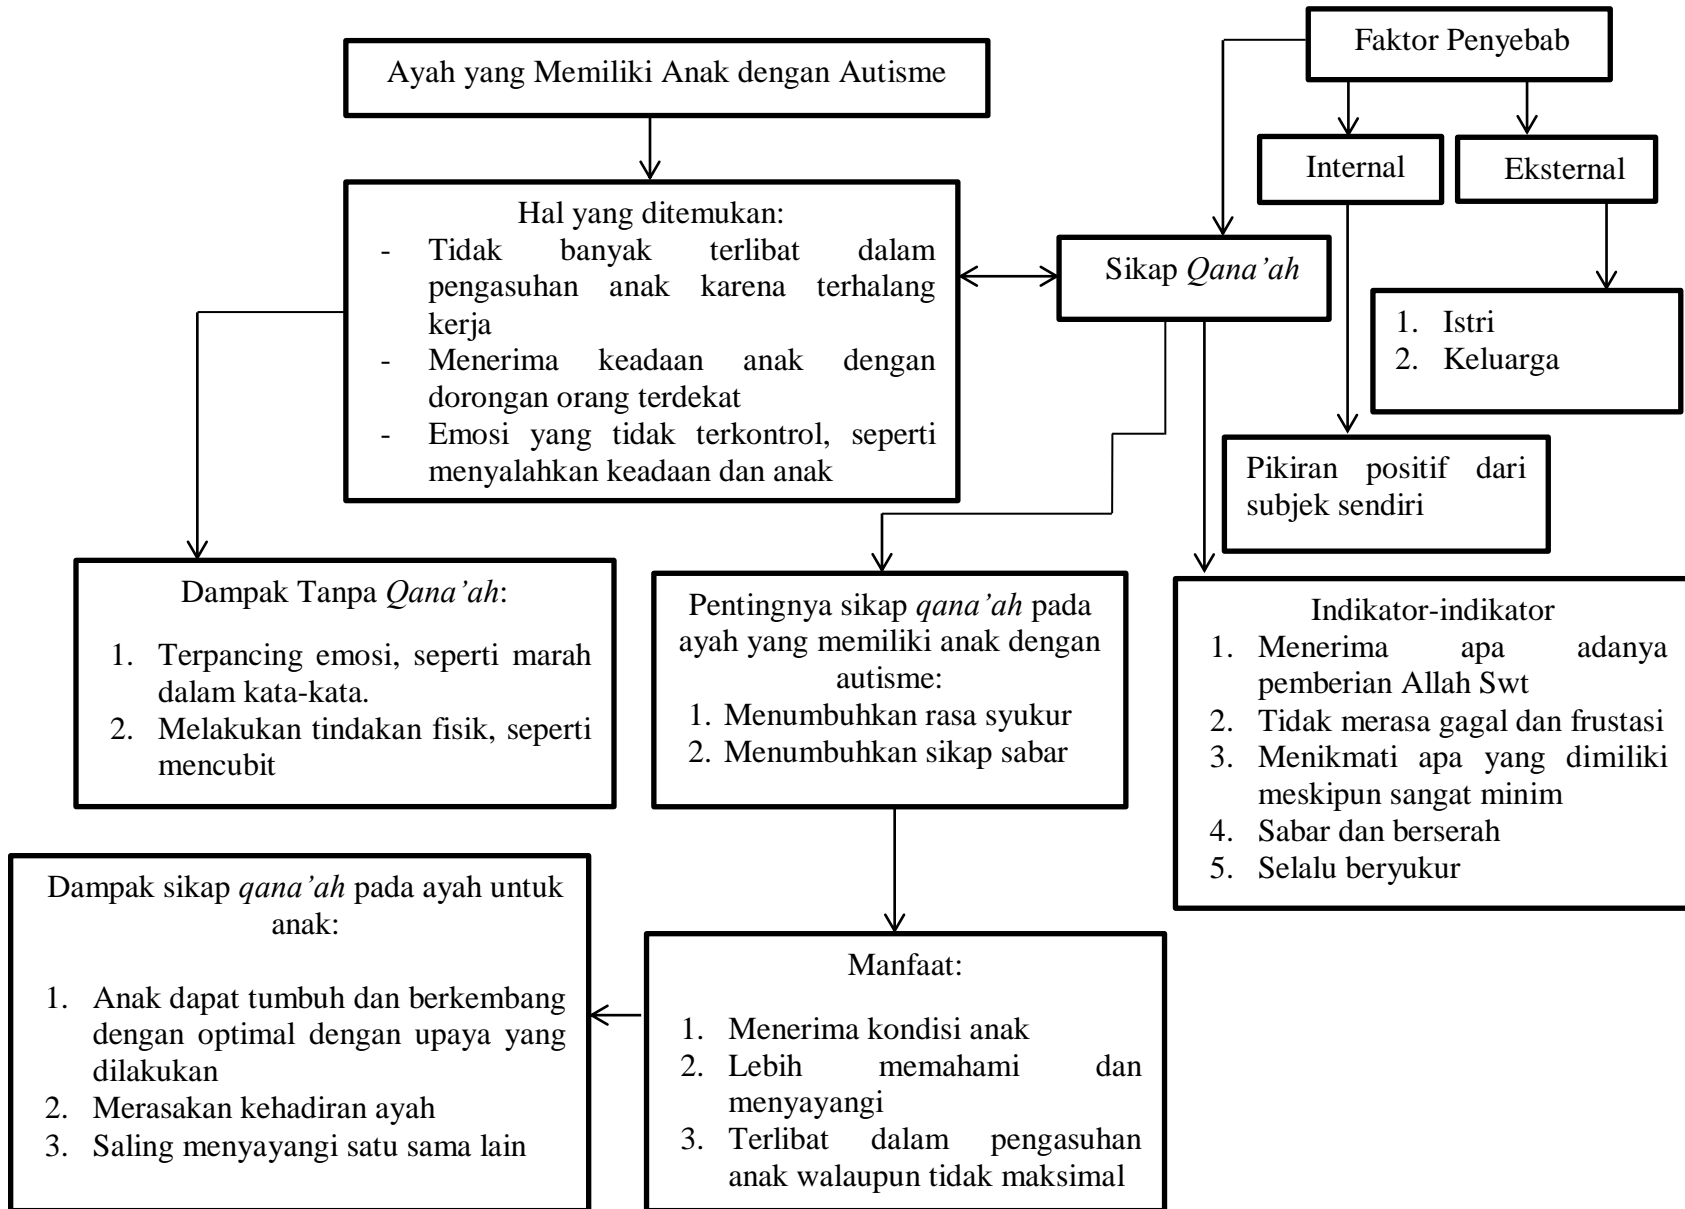 Ayah yang Memiliki Anak dengan Autisme
Faktor Penyebab
Internal
Eksternal
Hal yang ditemukan:
- Tidak banyak terlibat dalam
pengasuhan anak karena terhalang
kerja
- Menerima keadaan anak dengan
dorongan orang terdekat
- Emosi yang tidak terkontrol, seperti
menyalahkan keadaan dan anak
Sikap Qana’ah
1. Istri
2. Keluarga
Pikiran positif dari
subjek sendiri
Dampak Tanpa Qana’ah:
1. Terpancing emosi, seperti marah
dalam kata-kata.
2. Melakukan tindakan fisik, seperti
mencubit
Pentingnya sikap qana’ah pada
ayah yang memiliki anak dengan
autisme:
1. Menumbuhkan rasa syukur
2. Menumbuhkan sikap sabar
Indikator-indikator
1. Menerima apa adanya
pemberian Allah Swt
2. Tidak merasa gagal dan frustasi
3. Menikmati apa yang dimiliki
meskipun sangat minim
4. Sabar dan berserah
5. Selalu beryukur
Dampak sikap qana’ah pada ayah untuk
anak:
1. Anak dapat tumbuh dan berkembang
dengan optimal dengan upaya yang
dilakukan
2. Merasakan kehadiran ayah
3. Saling menyayangi satu sama lain
Manfaat:
1. Menerima kondisi anak
2. Lebih memahami dan
menyayangi
3. Terlibat dalam pengasuhan
anak walaupun tidak maksimal